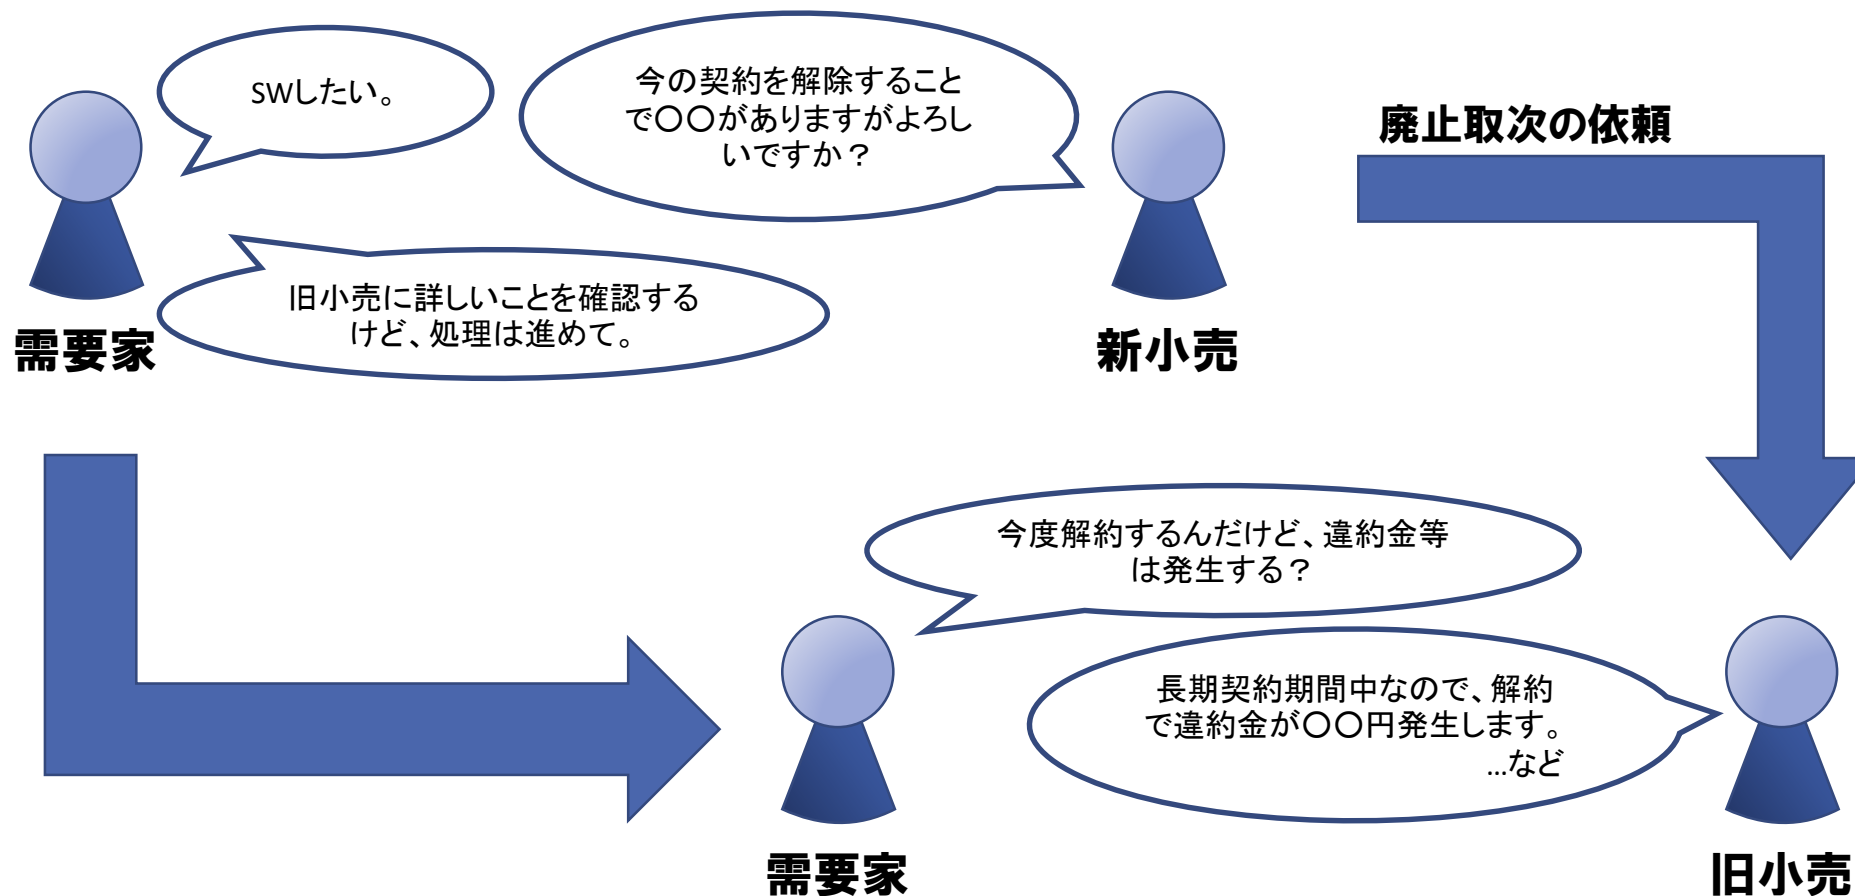 SWしたい。
今の契約を解除すること
で〇〇がありますがよろし
いですか？
廃止取次の依頼
旧小売に詳しいことを確認する
けど、処理は進めて。
需要家
新小売
今度解約するんだけど、違約金等
は発生する？
長期契約期間中なので、解約
で違約金が〇〇円発生します。
…など
需要家
旧小売